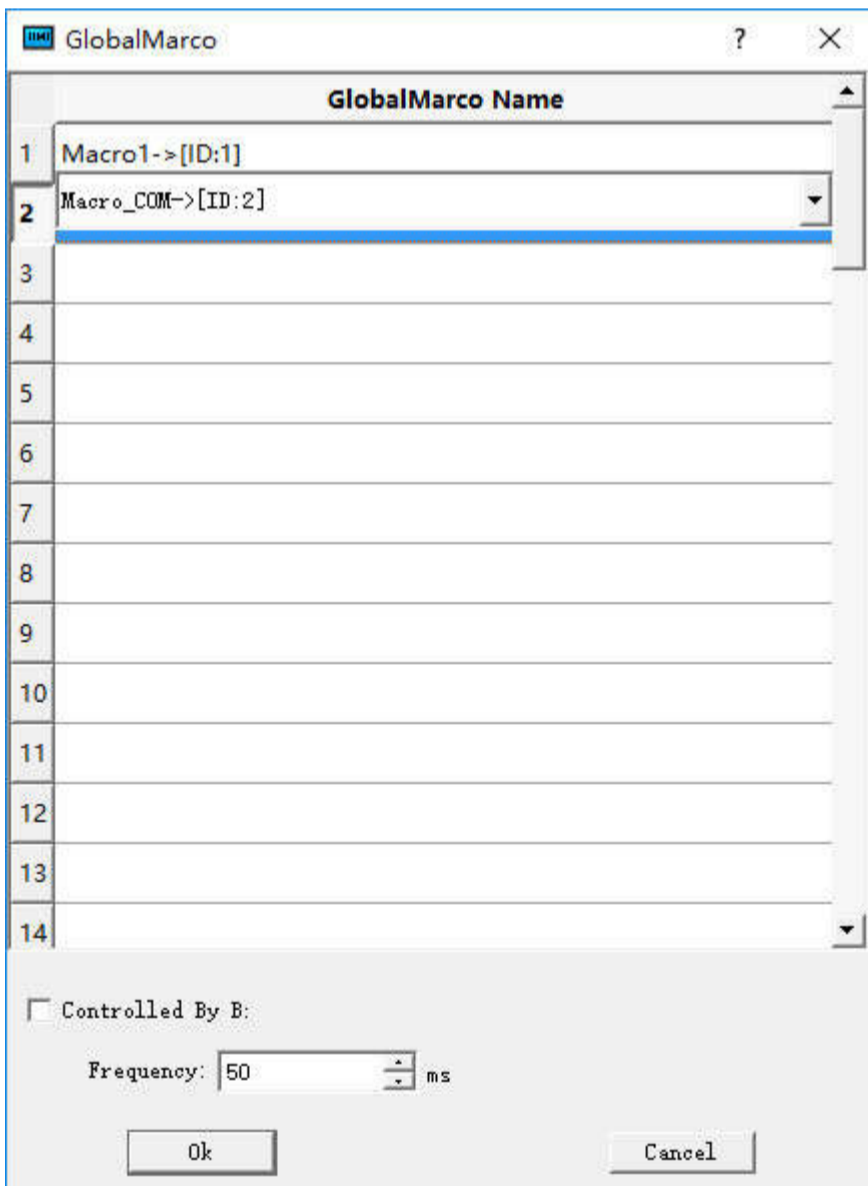 GlobalMarco ?
GlobalMarco Name
1 Macro1->[ID:1]
2 Macro_COM->[ID:2]
3
4
5
6
7
8
9
10
11
12
13
14
Controlled By B:
Frequency: 50 ms
Ok Cancel